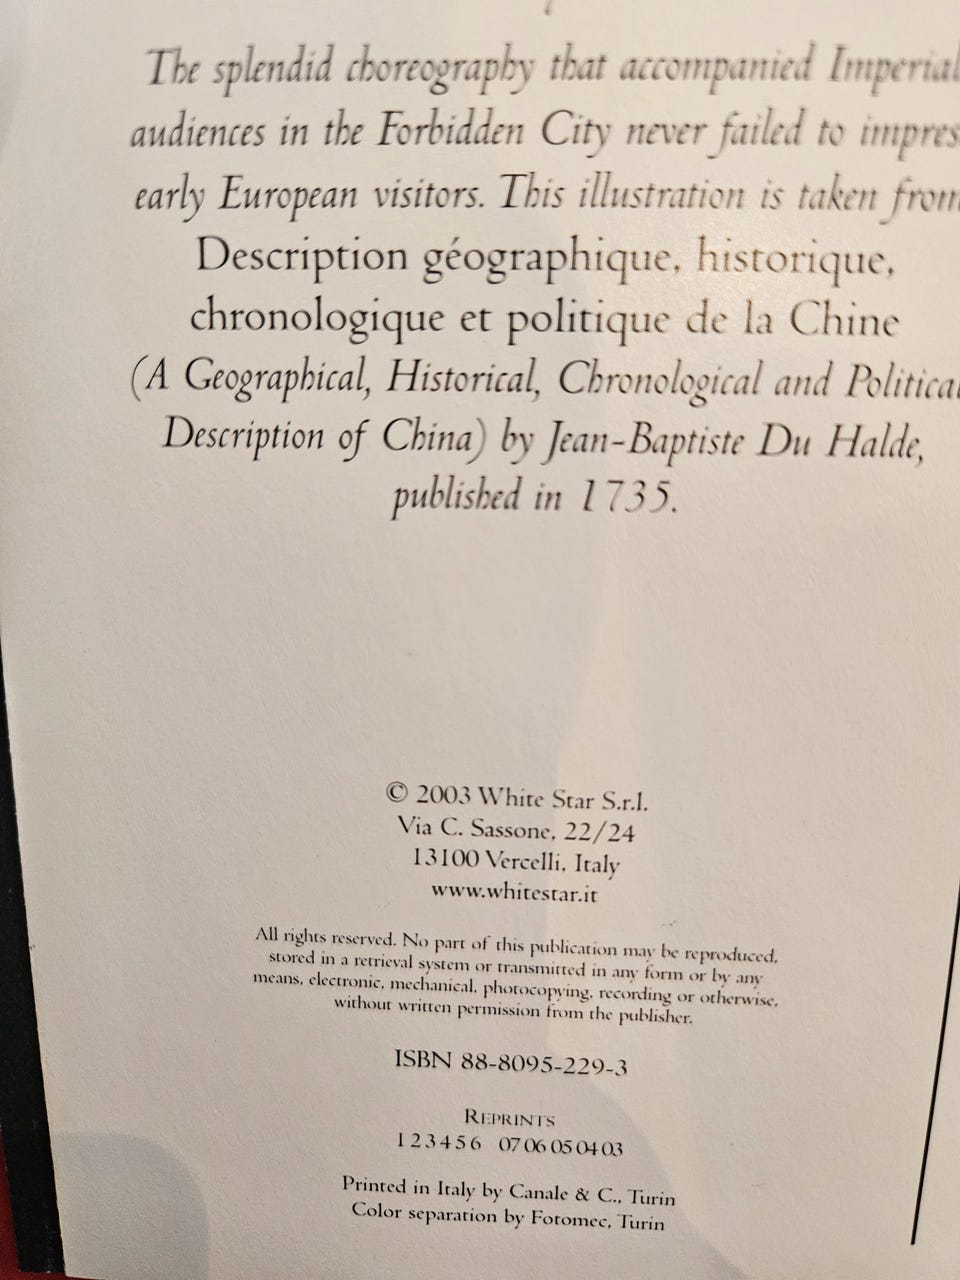 The splendid choreography that accompanied Imperial
audiences in the Forbidden City never failed to impres
early European visitors. This illustration is taken from
Description géographique, historique,
chronologique et politique de la Chine
(A Geographical, Historical, Chronological and Political
Description of China) by Jean-Baptiste Du Halde,
published in 1735.
© 2003 White Star S.r.l.
Via C. Sassone, 22/24
13100 Vercelli, Italy
www.whitestar.it
All rights reserved. No part of this publication may be reproduced,
stored in a retrieval system or transmitted in any form or by any
means, electronic, mechanical, photocopying, recording or otherwise,
without written permission from the publisher.
ISBN 88-8095-229-3
REPRINTS
1 2 3 4 5 6 07 06 05 04 03
Printed in Italy by Canale & C., Turin
Color separation by Fotomec, Turin